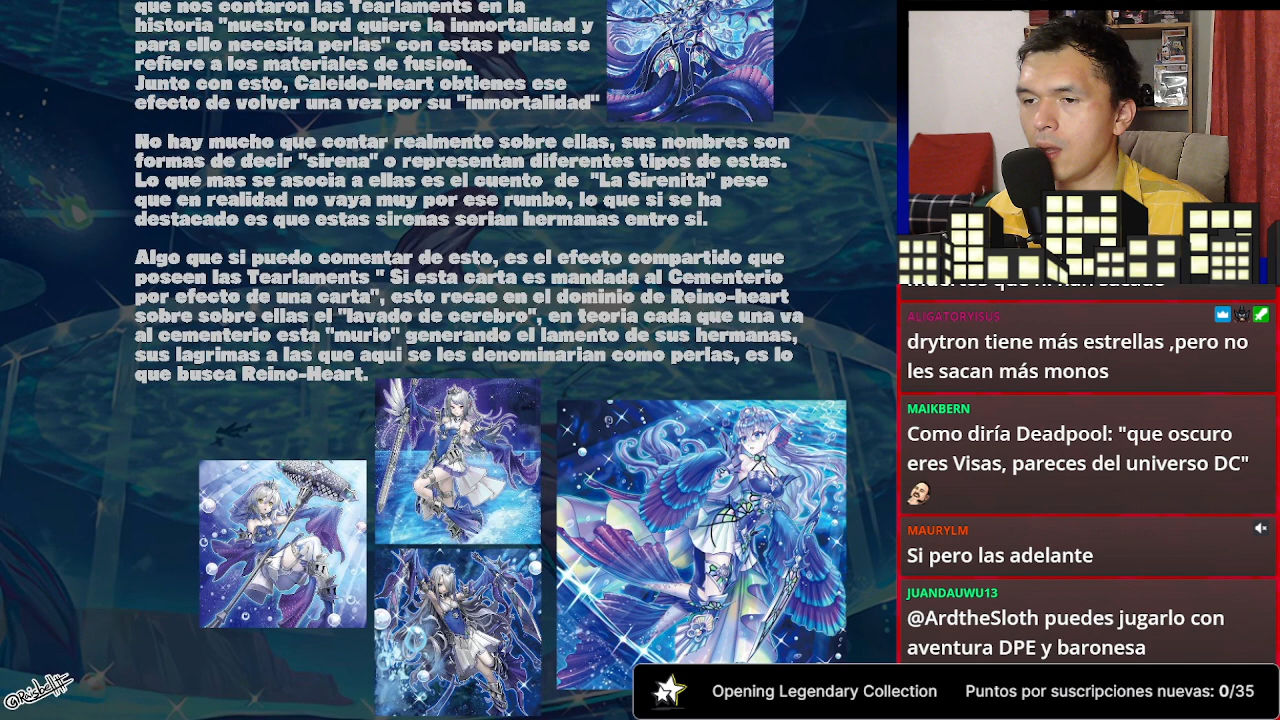 que nos contaron las Tearlaments en la
historia "nuestro lord quiere la inmortalidad y
para ello necesita perlas" con estas perlas se
refiere a los materiales de fusion.
Junto con esto, Caleido-Heart obtienes ese
efecto de volver una vez por su "inmortalidad"
No hay mucho que contar realmente sobre ellas, sus nombres son
formas de decir "sirena" o representan diferentes tipos de estas.
Lo que mas se asocia a ellas es el cuento de "La Sirenita" pese
que en realidad no vaya muy por ese rumbo, lo que si se ha
destacado es que estas sirenas serian hermanas entre si.
Algo que si puedo comentar de esto, es el efecto compartido que
poseen las Tearlaments " Si esta carta es mandada al Cementerio
por efecto de una carta", esto recae en el dominio de Reino-heart
sobre sobre ellas el "lavado de cerebro", en teoria cada que una va
al cementerio esta "murio" generando el lamento de sus hermanas,
sus lagrimas a las que aqui se les denominarian como perlas, es lo
que busca Reino-Heart.
ALIGATORYISUS
drytron tiene más estrellas ,pero no
les sacan más monos
MAIKBERN
Como diría Deadpool: "que oscuro
eres Visas, pareces del universo DC"
MAURYLM
Si pero las adelante
JUANDAUWU13
@ArdtheSloth puedes jugarlo con
aventura DPE y baronesa
Opening Legendary Collection Puntos por suscripciones nuevas: 0/35